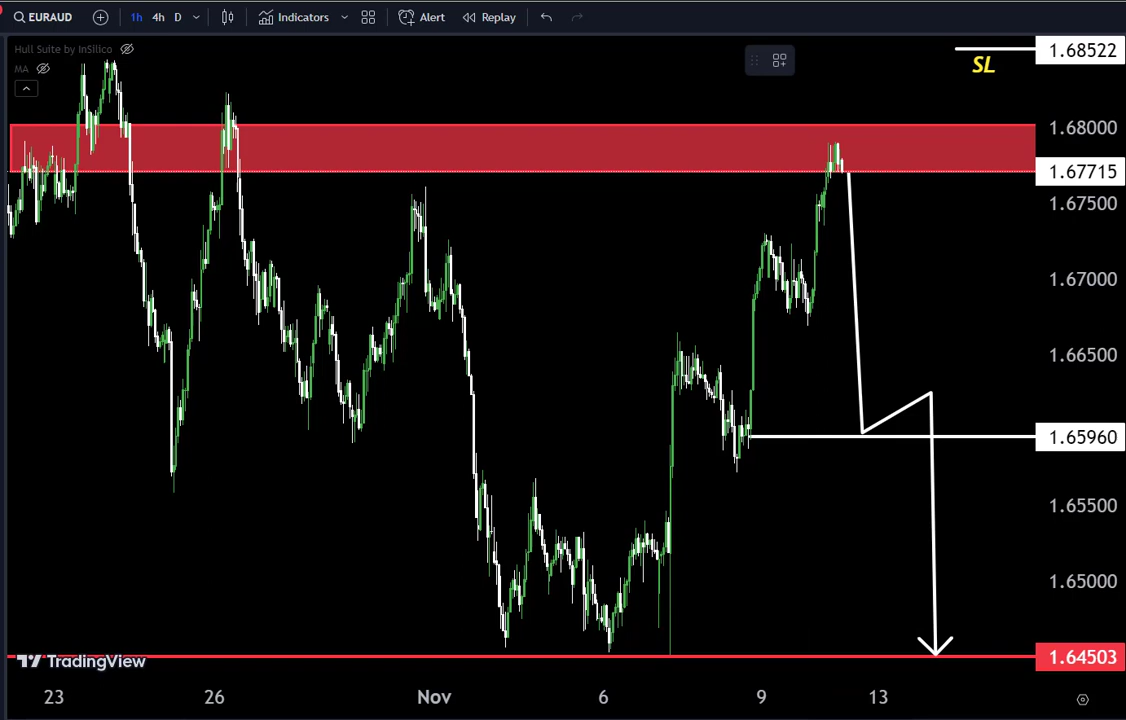 EURAUD 1h 4h D Indicators Alert Replay
Hull Suite by InSilico
MA
1.68522
SL
1.68000
1.67715
1.67500
1.67000
1.66500
1.65960
1.65500
1.65000
TradingView
1.64503
23 26 Nov 6 9 13